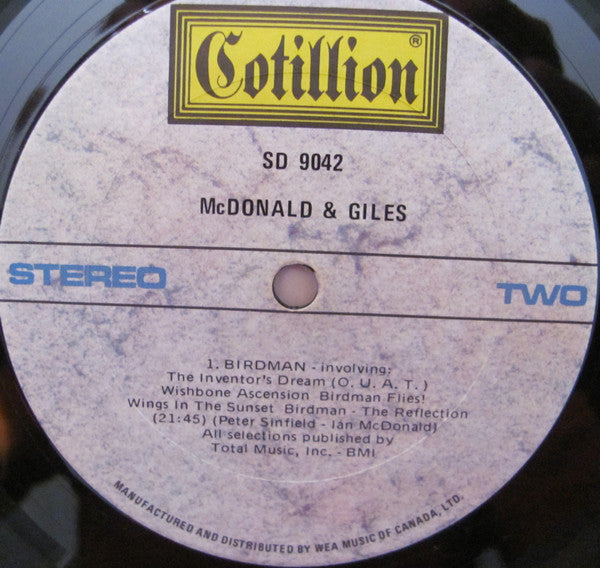 Cotillion®
SD 9042
McDONALD & GILES
STEREO
TWO
1. BIRDMAN - involving:
The Inventor's Dream (O. U. A. T.)
Wishbone Ascension Birdman Flies!
Wings In The Sunset Birdman - The Reflection
(21:45) (Peter Sinfield - Ian McDonald)
All selections published by
Total Music, Inc. - BMI
MANUFACTURED AND DISTRIBUTED BY WEA MUSIC OF CANADA, LTD.